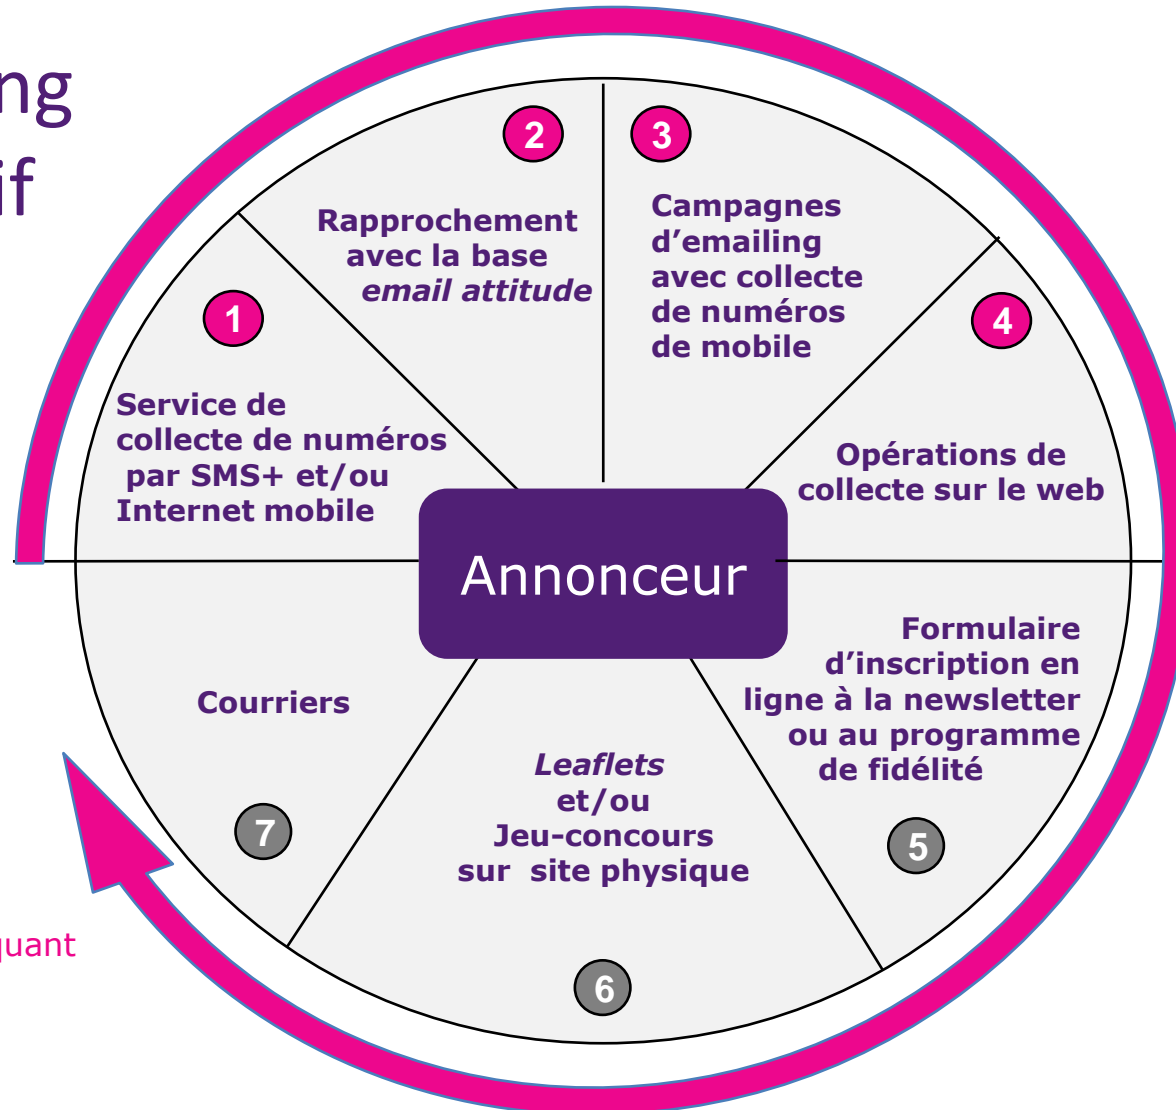 ng
if
2
Rapprochement
avec la base
email attitude
3
Campagnes
d’emailing
avec collecte
de numéros
de mobile
1
Service de
collecte de numéros
par SMS+ et/ou
Internet mobile
4
Opérations de
collecte sur le web
Annonceur
Formulaire
d’inscription en
ligne à la newsletter
ou au programme
de fidélité
5
Leaflets
et/ou
Jeu-concours
sur site physique
6
Courriers
7
quant